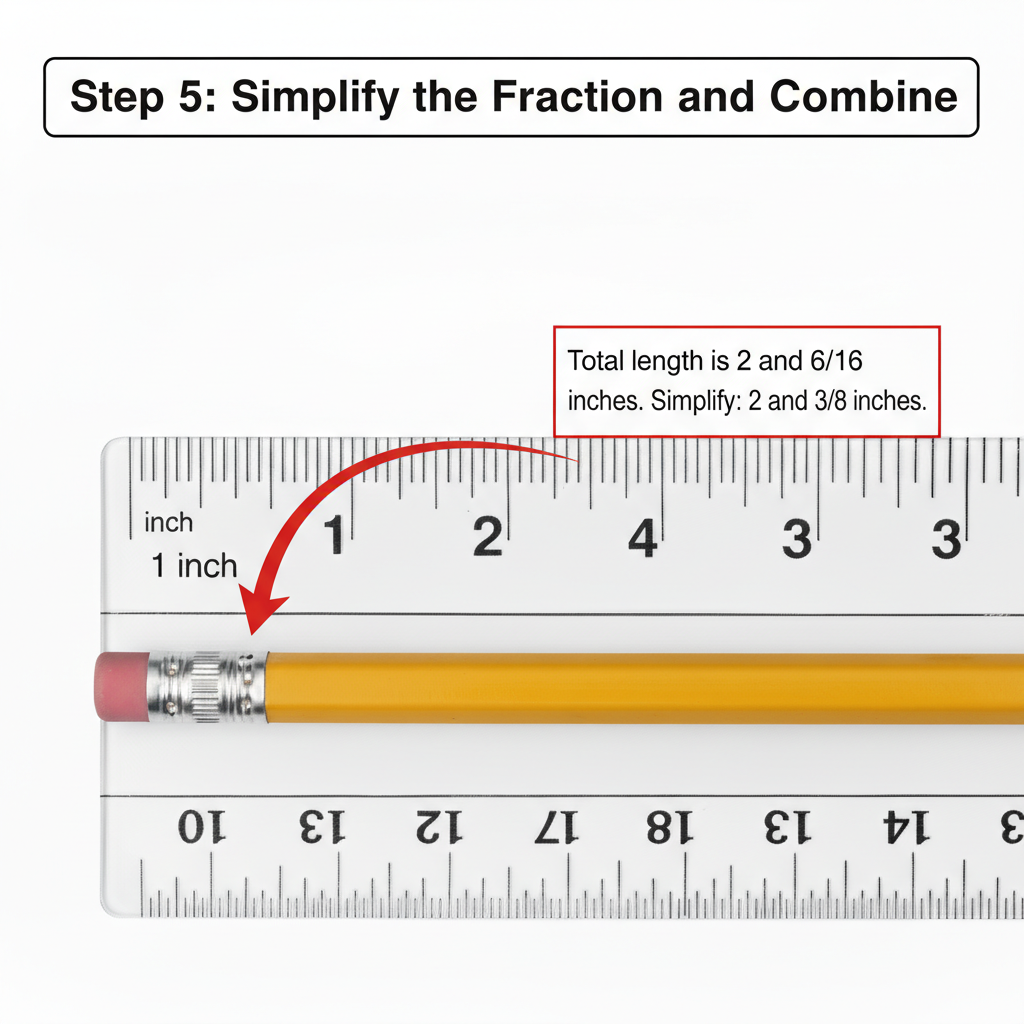 Step 5: Simplify the Fraction and Combine
Total length is 2 and 6/16
inches. Simplify: 2 and 3/8 inches.
inch
1 2 4 3 3
1 inch
10 13 12 17 18 13 14